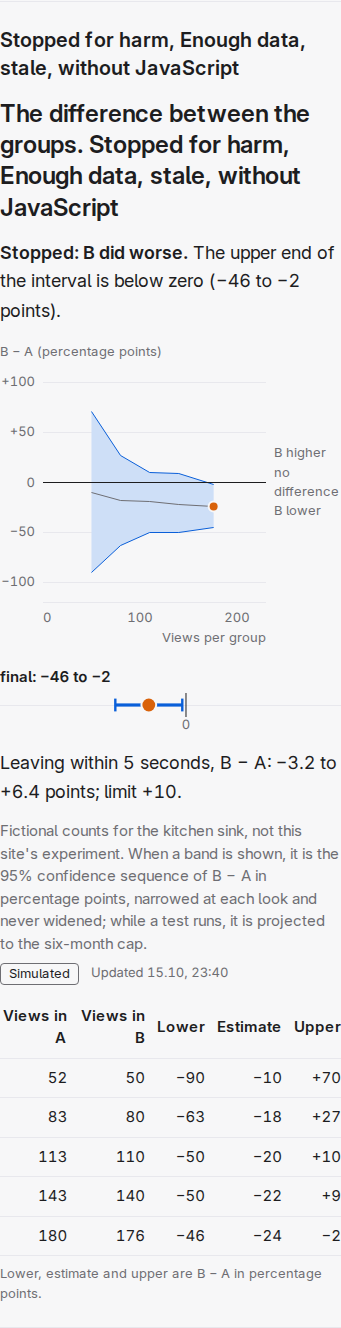 Stopped for harm, Enough data,
stale, without JavaScript
The difference between the
groups. Stopped for harm,
Enough data, stale, without
JavaScript
Stopped: B did worse. The upper end of
the interval is below zero (−46 to −2
points).
B − A (percentage points)
+100
+50
0
−50
−100
B higher
no
difference
B lower
0 100 200
Views per group
final: −46 to −2
0
Leaving within 5 seconds, B − A: −3.2 to
+6.4 points; limit +10.
Fictional counts for the kitchen sink, not this
site's experiment. When a band is shown, it is the
95% confidence sequence of B − A in
percentage points, narrowed at each look and
never widened; while a test runs, it is projected
to the six-month cap.
Simulated Updated 15.10, 23:40
Views in A Views in B Lower Estimate Upper
52 50 −90 −10 +70
83 80 −63 −18 +27
113 110 −50 −20 +10
143 140 −50 −22 +9
180 176 −46 −24 −2
Lower, estimate and upper are B − A in percentage
points.